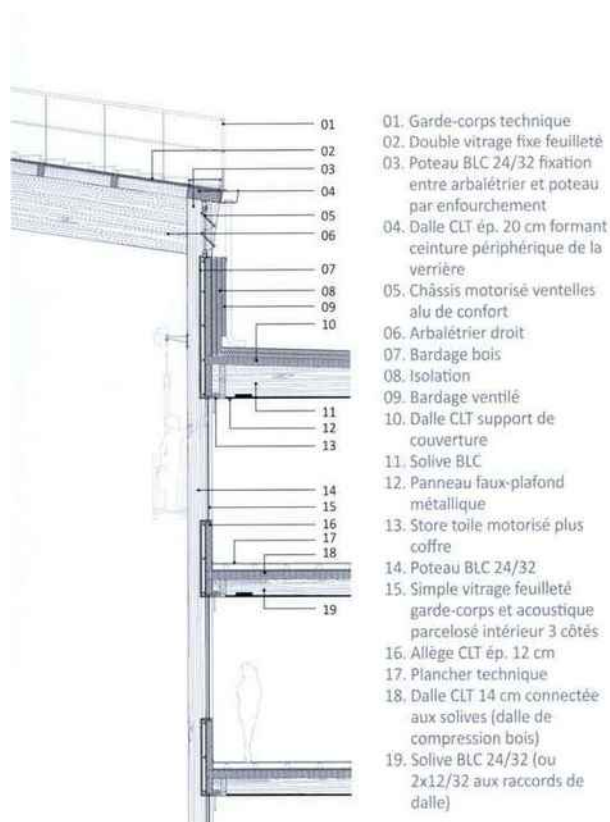 01
02
03
04
05
06
07
08
09
10
11
12
13
14
15
16
17
18
19
01. Garde-corps technique
02. Double vitrage fixe feuilleté
03. Poteau BLC 24/32 fixation
entre arbalétrier et poteau
par enfourchement
04. Dalle CLT ép. 20 cm formant
ceinture périphérique de la
verrière
05. Châssis motorisé ventelles
alu de confort
06. Arbalétrier droit
07. Bardage bois
08. Isolation
09. Bardage ventilé
10. Dalle CLT support de
couverture
11. Solive BLC
12. Panneau faux-plafond
métallique
13. Store toile motorisé plus
coffre
14. Poteau BLC 24/32
15. Simple vitrage feuilleté
garde-corps et acoustique
parcelosé intérieur 3 côtés
16. Allège CLT ép. 12 cm
17. Plancher technique
18. Dalle CLT 14 cm connectée
aux solives (dalle de
compression bois)
19. Solive BLC 24/32 (ou
2x12/32 aux raccords de
dalle)